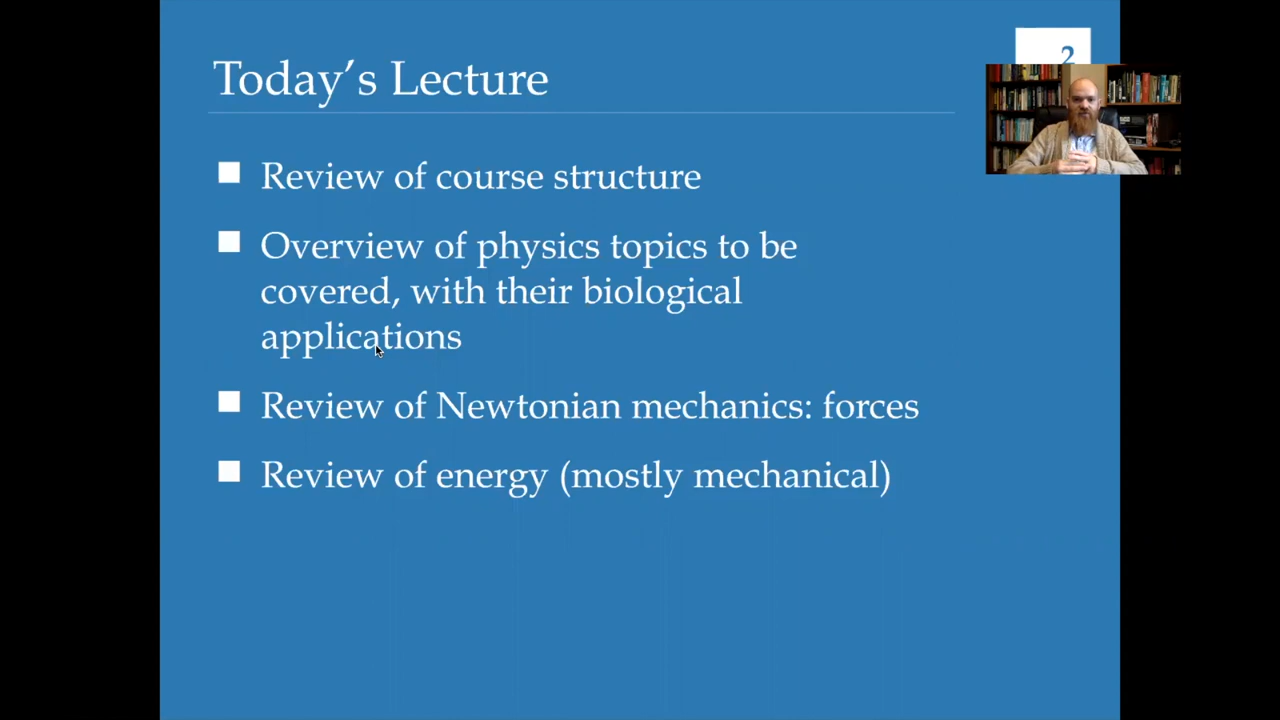 Today’s Lecture
2
Review of course structure
Overview of physics topics to be
covered, with their biological
applications
Review of Newtonian mechanics: forces
Review of energy (mostly mechanical)